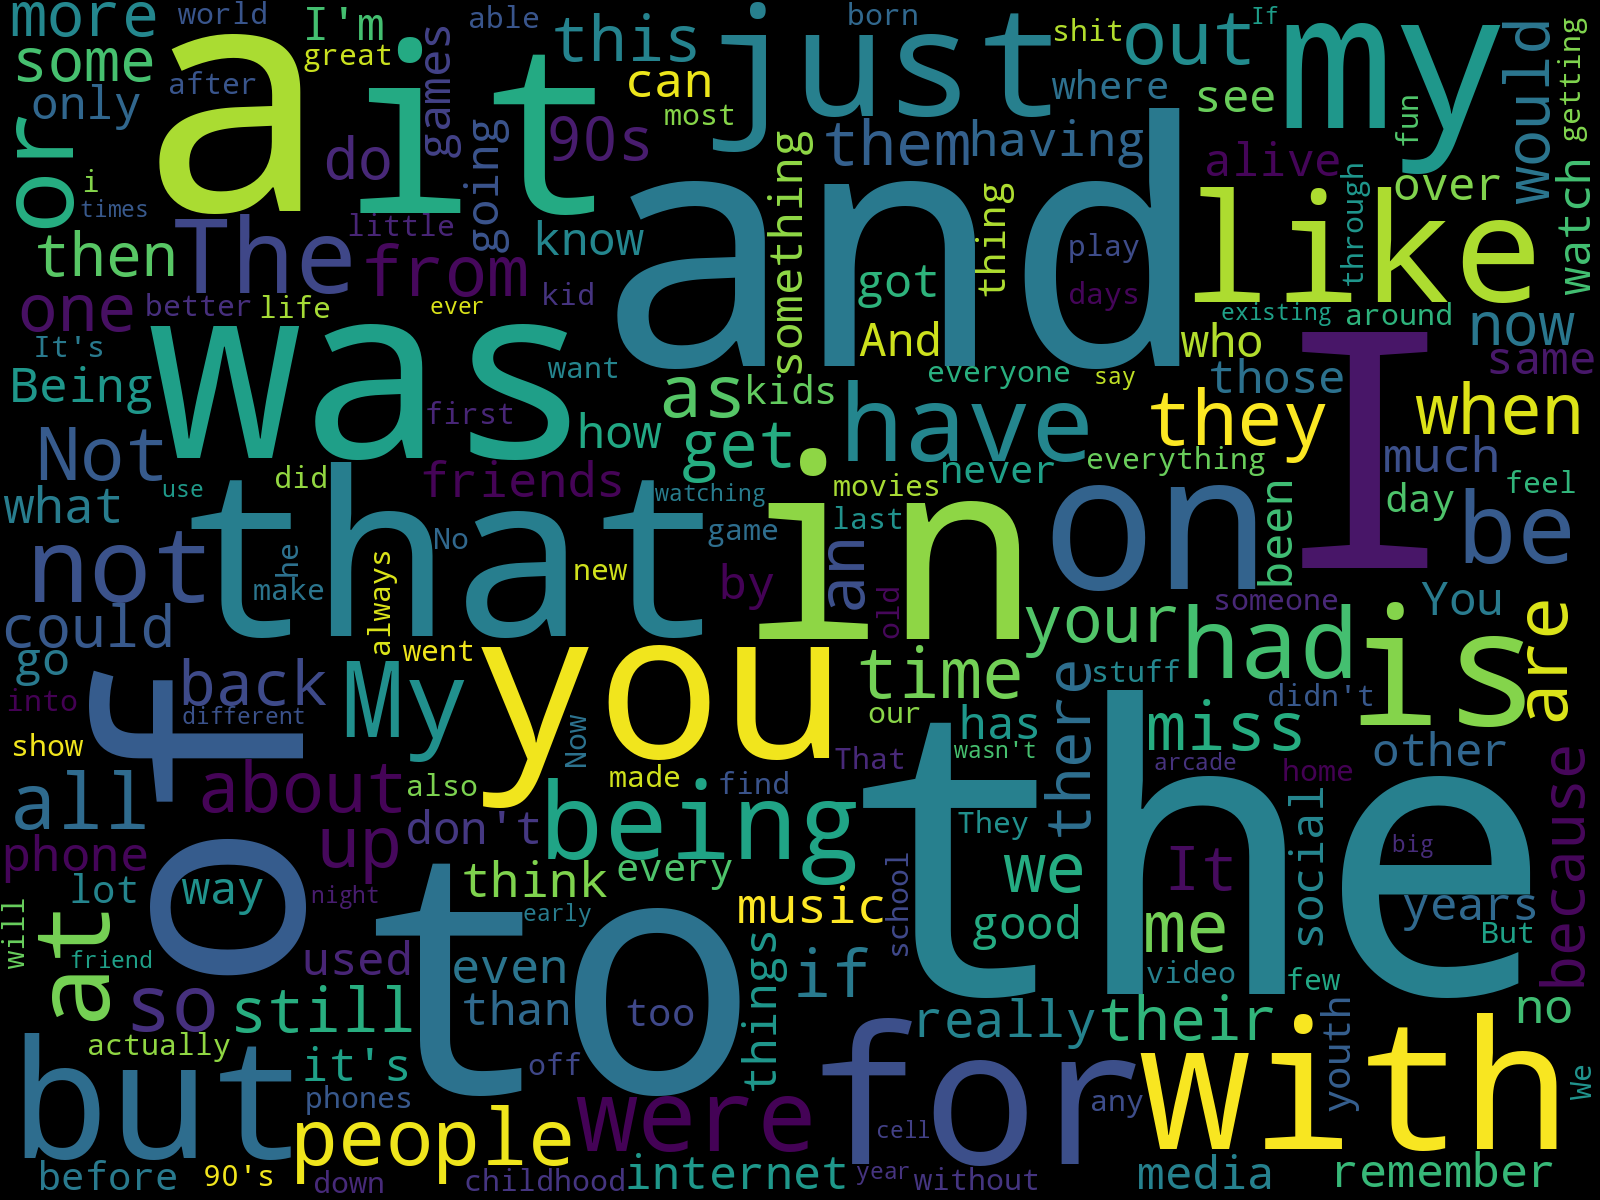 more world I'm able this just born shit out If my
some great a it can where see would getting
only after games most 90s them having alive fun
or i do going something thing like over watch
times The little know got play through
then from kid days existing around now
one better life ever And who same
It's was want everyone say those
Being first as kids have I they when
Not how get never everything much
what use did friends that watching movies in on been day feel be
not No game last an
he make new by someone You
could always old your had is are
go back went you time stuff didn't
into of different My Now our has there miss other
show That wasn't arcade home because
all about also made find the
phone up don't being They social It big
lot way night think every school we years
will at early music good me But
friend used even things if video few
so still to than too really their youth no
actually it's off for with We
but phones any
people were cell
before 90's down childhood internet year without media remember